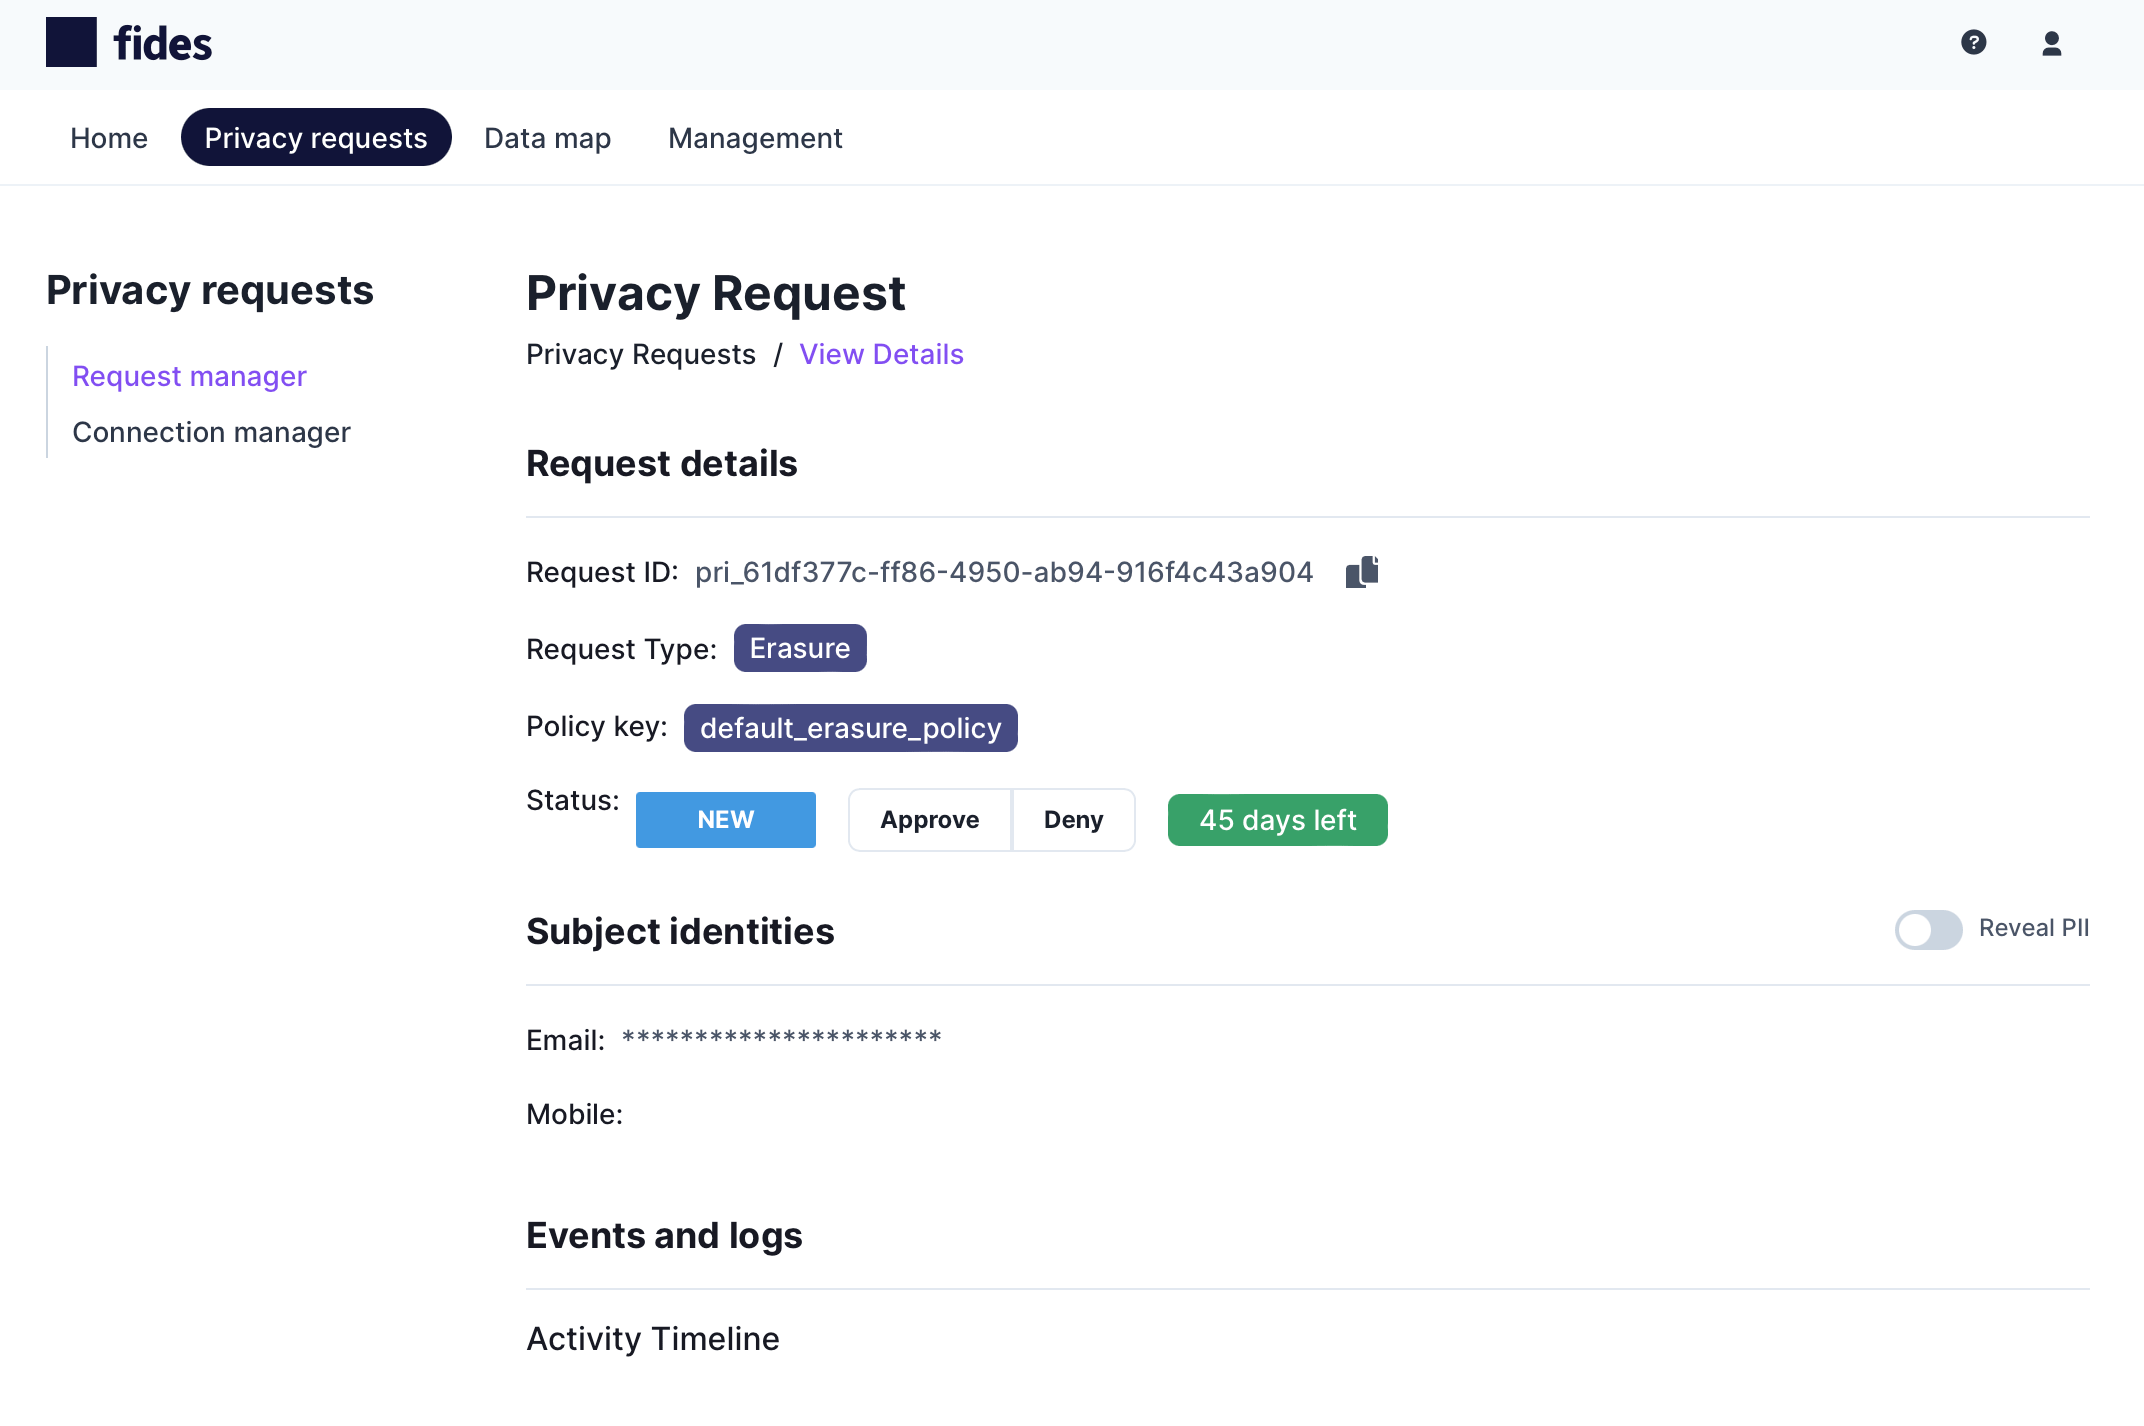 fides
Home Privacy requests Data map Management
Privacy requests
Request manager
Connection manager
Privacy Request
Privacy Requests / View Details
Request details
Request ID: pri_61df377c-ff86-4950-ab94-916f4c43a904
Request Type: Erasure
Policy key: default_erasure_policy
Status: NEW Approve Deny 45 days left
Subject identities Reveal PII
Email: **********************
Mobile:
Events and logs
Activity Timeline